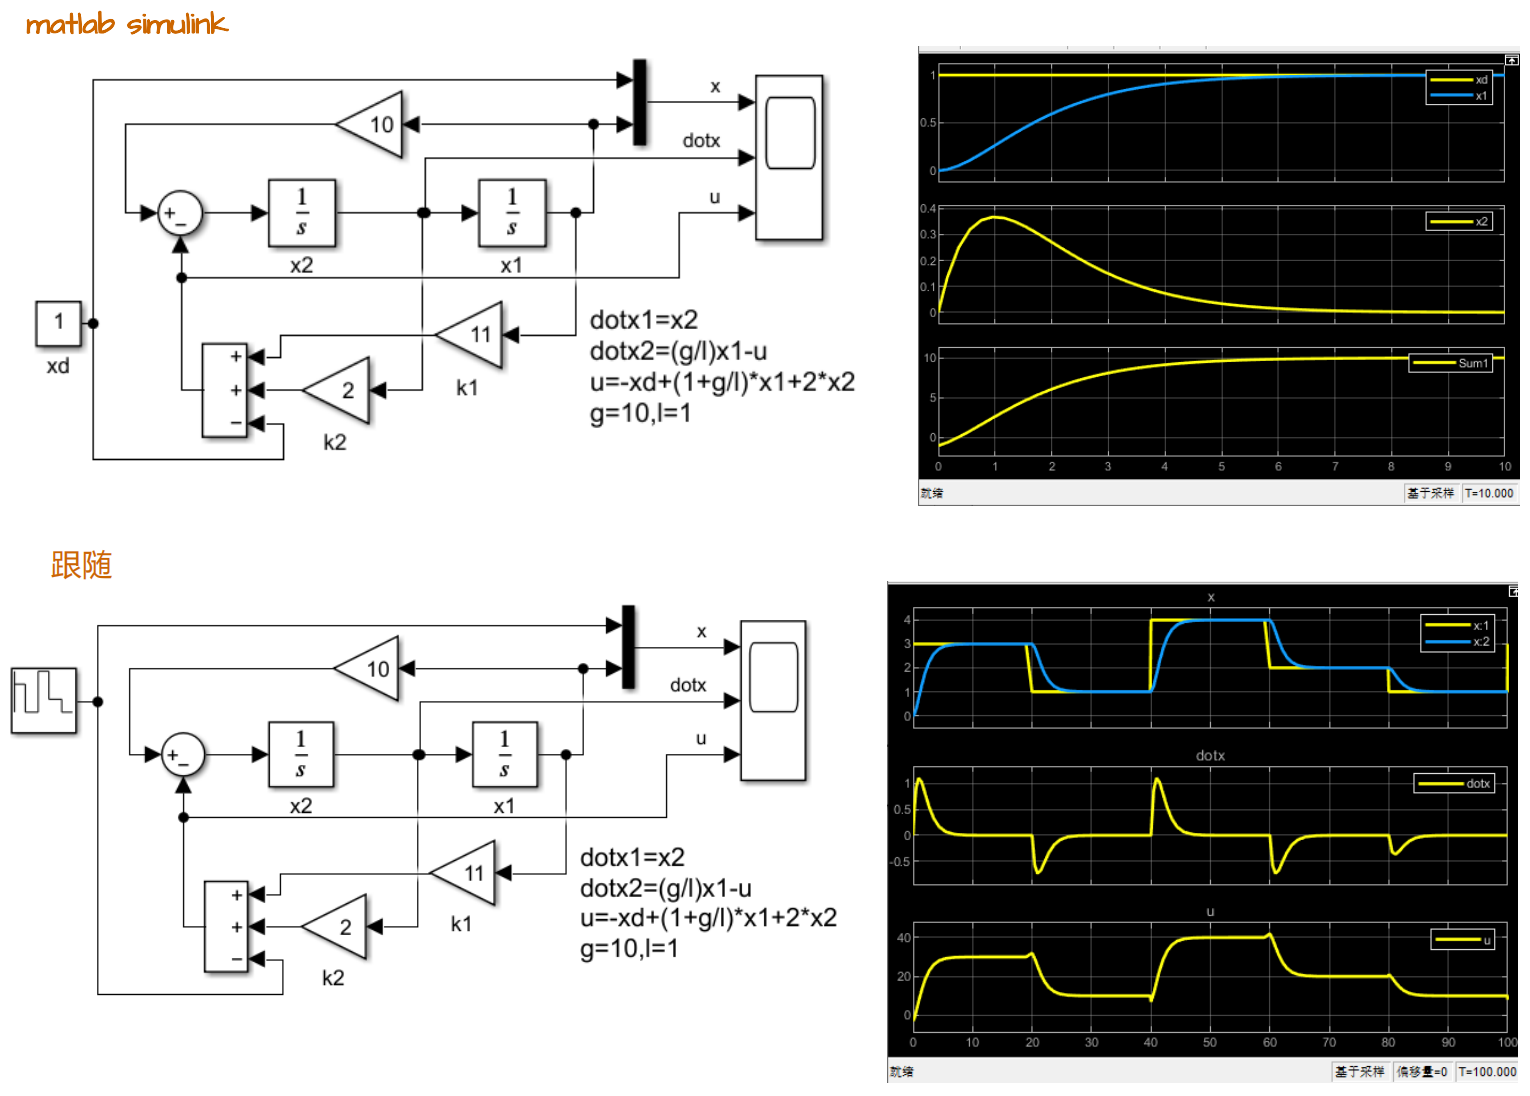 matlab simulink
x
10
dotx
+
−
1
s
x2
1
s
x1
u
1
xd
+
+
−
11
k1
2
k2
dotx1=x2
dotx2=(g/l)x1-u
u=-xd+(1+g/l)*x1+2*x2
g=10,l=1
1
0.5
0
xd
x1
0.4
0.3
0.2
0.1
0
x2
10
5
0
Sum1
0 1 2 3 4 5 6 7 8 9 10
就绪 基于采样 T=10.000
跟随
x
10
dotx
+
−
1
s
x2
1
s
x1
u
+
+
−
11
k1
2
k2
dotx1=x2
dotx2=(g/l)x1-u
u=-xd+(1+g/l)*x1+2*x2
g=10,l=1
x
4
3
2
1
0
x:1
x:2
dotx
1
0.5
0
-0.5
dotx
u
40
20
0
u
0 10 20 30 40 50 60 70 80 90 100
就绪 基于采样 偏移量=0 T=100.000